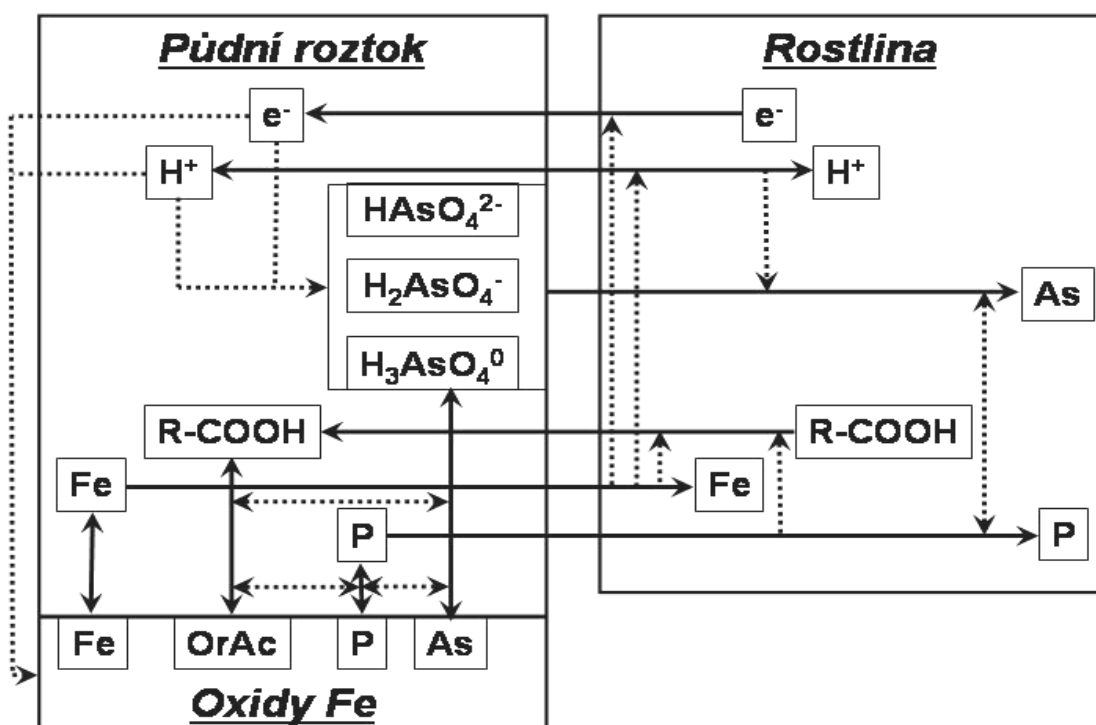 Půdní roztok
Rostlina
e⁻
e⁻
H⁺
H⁺
HAsO₄²⁻
H₂AsO₄⁻
As
H₃AsO₄⁰
R-COOH
R-COOH
Fe
Fe
P
P
Fe
OrAc
P
As
Oxidy Fe